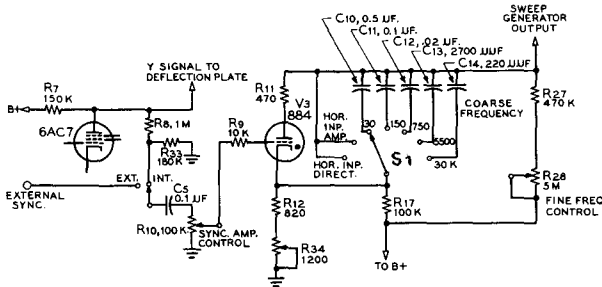 SWEEP
GENERATOR
OUTPUT
C10, 0.5 µF.
C11, 0.1 µF.
C12, .02 µF.
C13, 2700 µµF
C14, 220 µµF
Y SIGNAL TO
DEFLECTION PLATE
R7
150 K
B+
6AC7
R8, 1M
R33
180K
R11
470
V3
884
R9
10 K
HOR.
INP.
AMP.
HOR. INP.
DIRECT.
30
150
750
5500
30 K
S1
COARSE
FREQUENCY
R27
470 K
R28
5 M
FINE FREQ
CONTROL
EXT.
INT.
EXTERNAL
SYNC.
C5
0.1 µF
R10, 100 K
SYNC. AMP.
CONTROL
R12
820
R34
1200
R17
100 K
TO B+